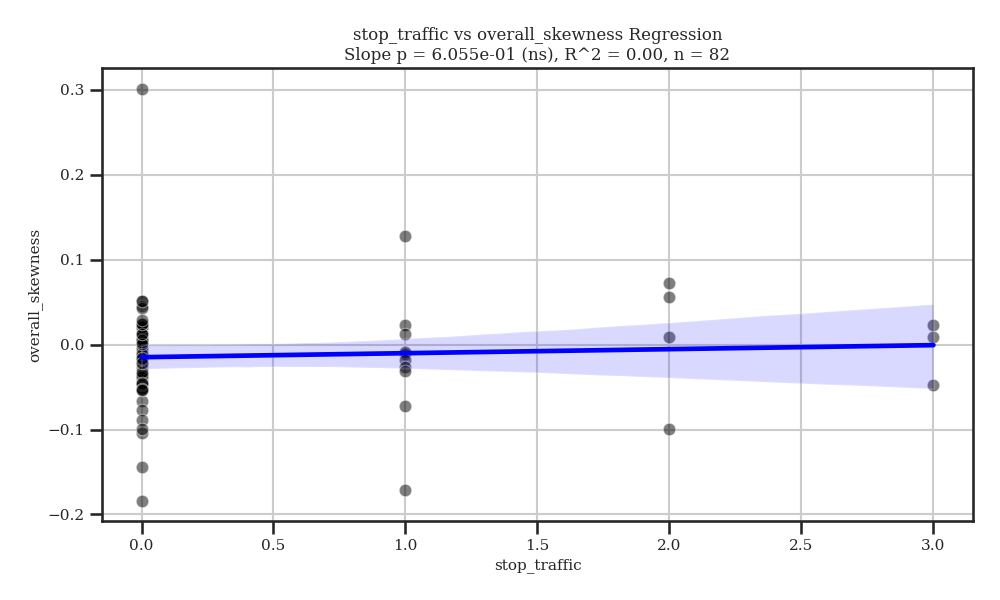 stop_traffic vs overall_skewness Regression
Slope p = 6.055e-01 (ns), R^2 = 0.00, n = 82
overall_skewness
0.3
0.2
0.1
0.0
−0.1
−0.2
0.0 0.5 1.0 1.5 2.0 2.5 3.0
stop_traffic